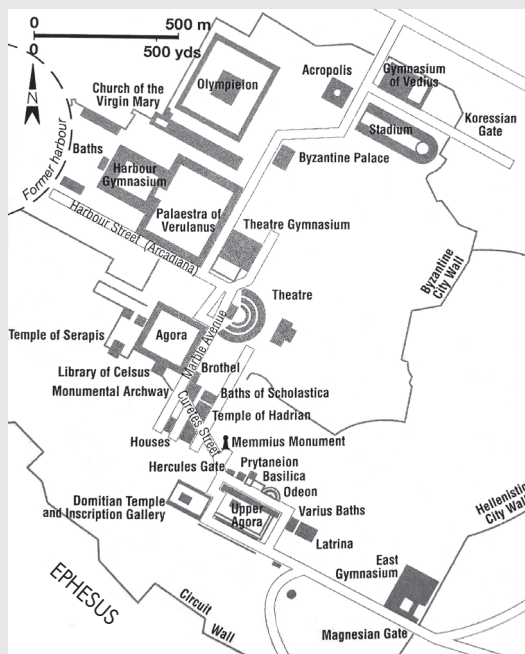 0
500 m
0
500 yds
N
Former harbour
Church of the
Virgin Mary
Olympieion
Acropolis
Gymnasium
of Vedius
Koressian
Gate
Stadium
Baths
Harbour
Gymnasium
Byzantine Palace
Palaestra of
Verulanus
Harbour Street (Arcadiana)
Theatre Gymnasium
Byzantine
City Wall
Theatre
Temple of Serapis
Agora
Marble Avenue
Library of Celsus
Brothel
Monumental Archway
Baths of Scholastica
Curetes Street
Temple of Hadrian
Houses
Memmius Monument
Hercules Gate
Prytaneion
Basilica
Odeon
Domitian Temple
and Inscription Gallery
Upper
Agora
Varius Baths
Hellenistic
City Wall
Latrina
East
Gymnasium
EPHESUS
Circuit
Wall
Magnesian Gate